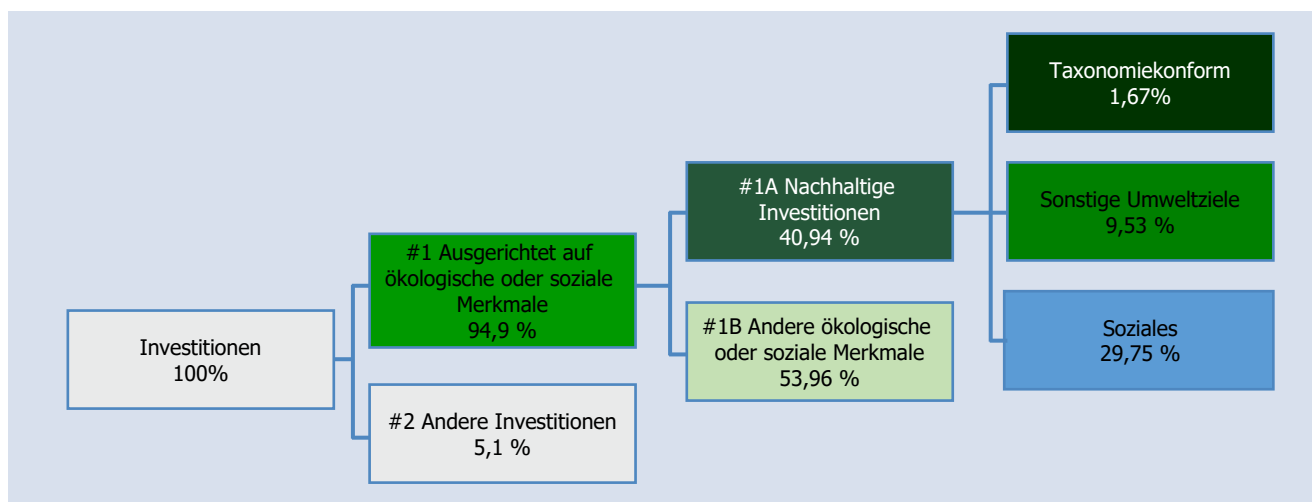 Investitionen
100%
#1 Ausgerichtet auf
ökologische oder soziale
Merkmale
94,9 %
#2 Andere Investitionen
5,1 %
#1A Nachhaltige
Investitionen
40,94 %
#1B Andere ökologische
oder soziale Merkmale
53,96 %
Taxonomiekonform
1,67%
Sonstige Umweltziele
9,53 %
Soziales
29,75 %